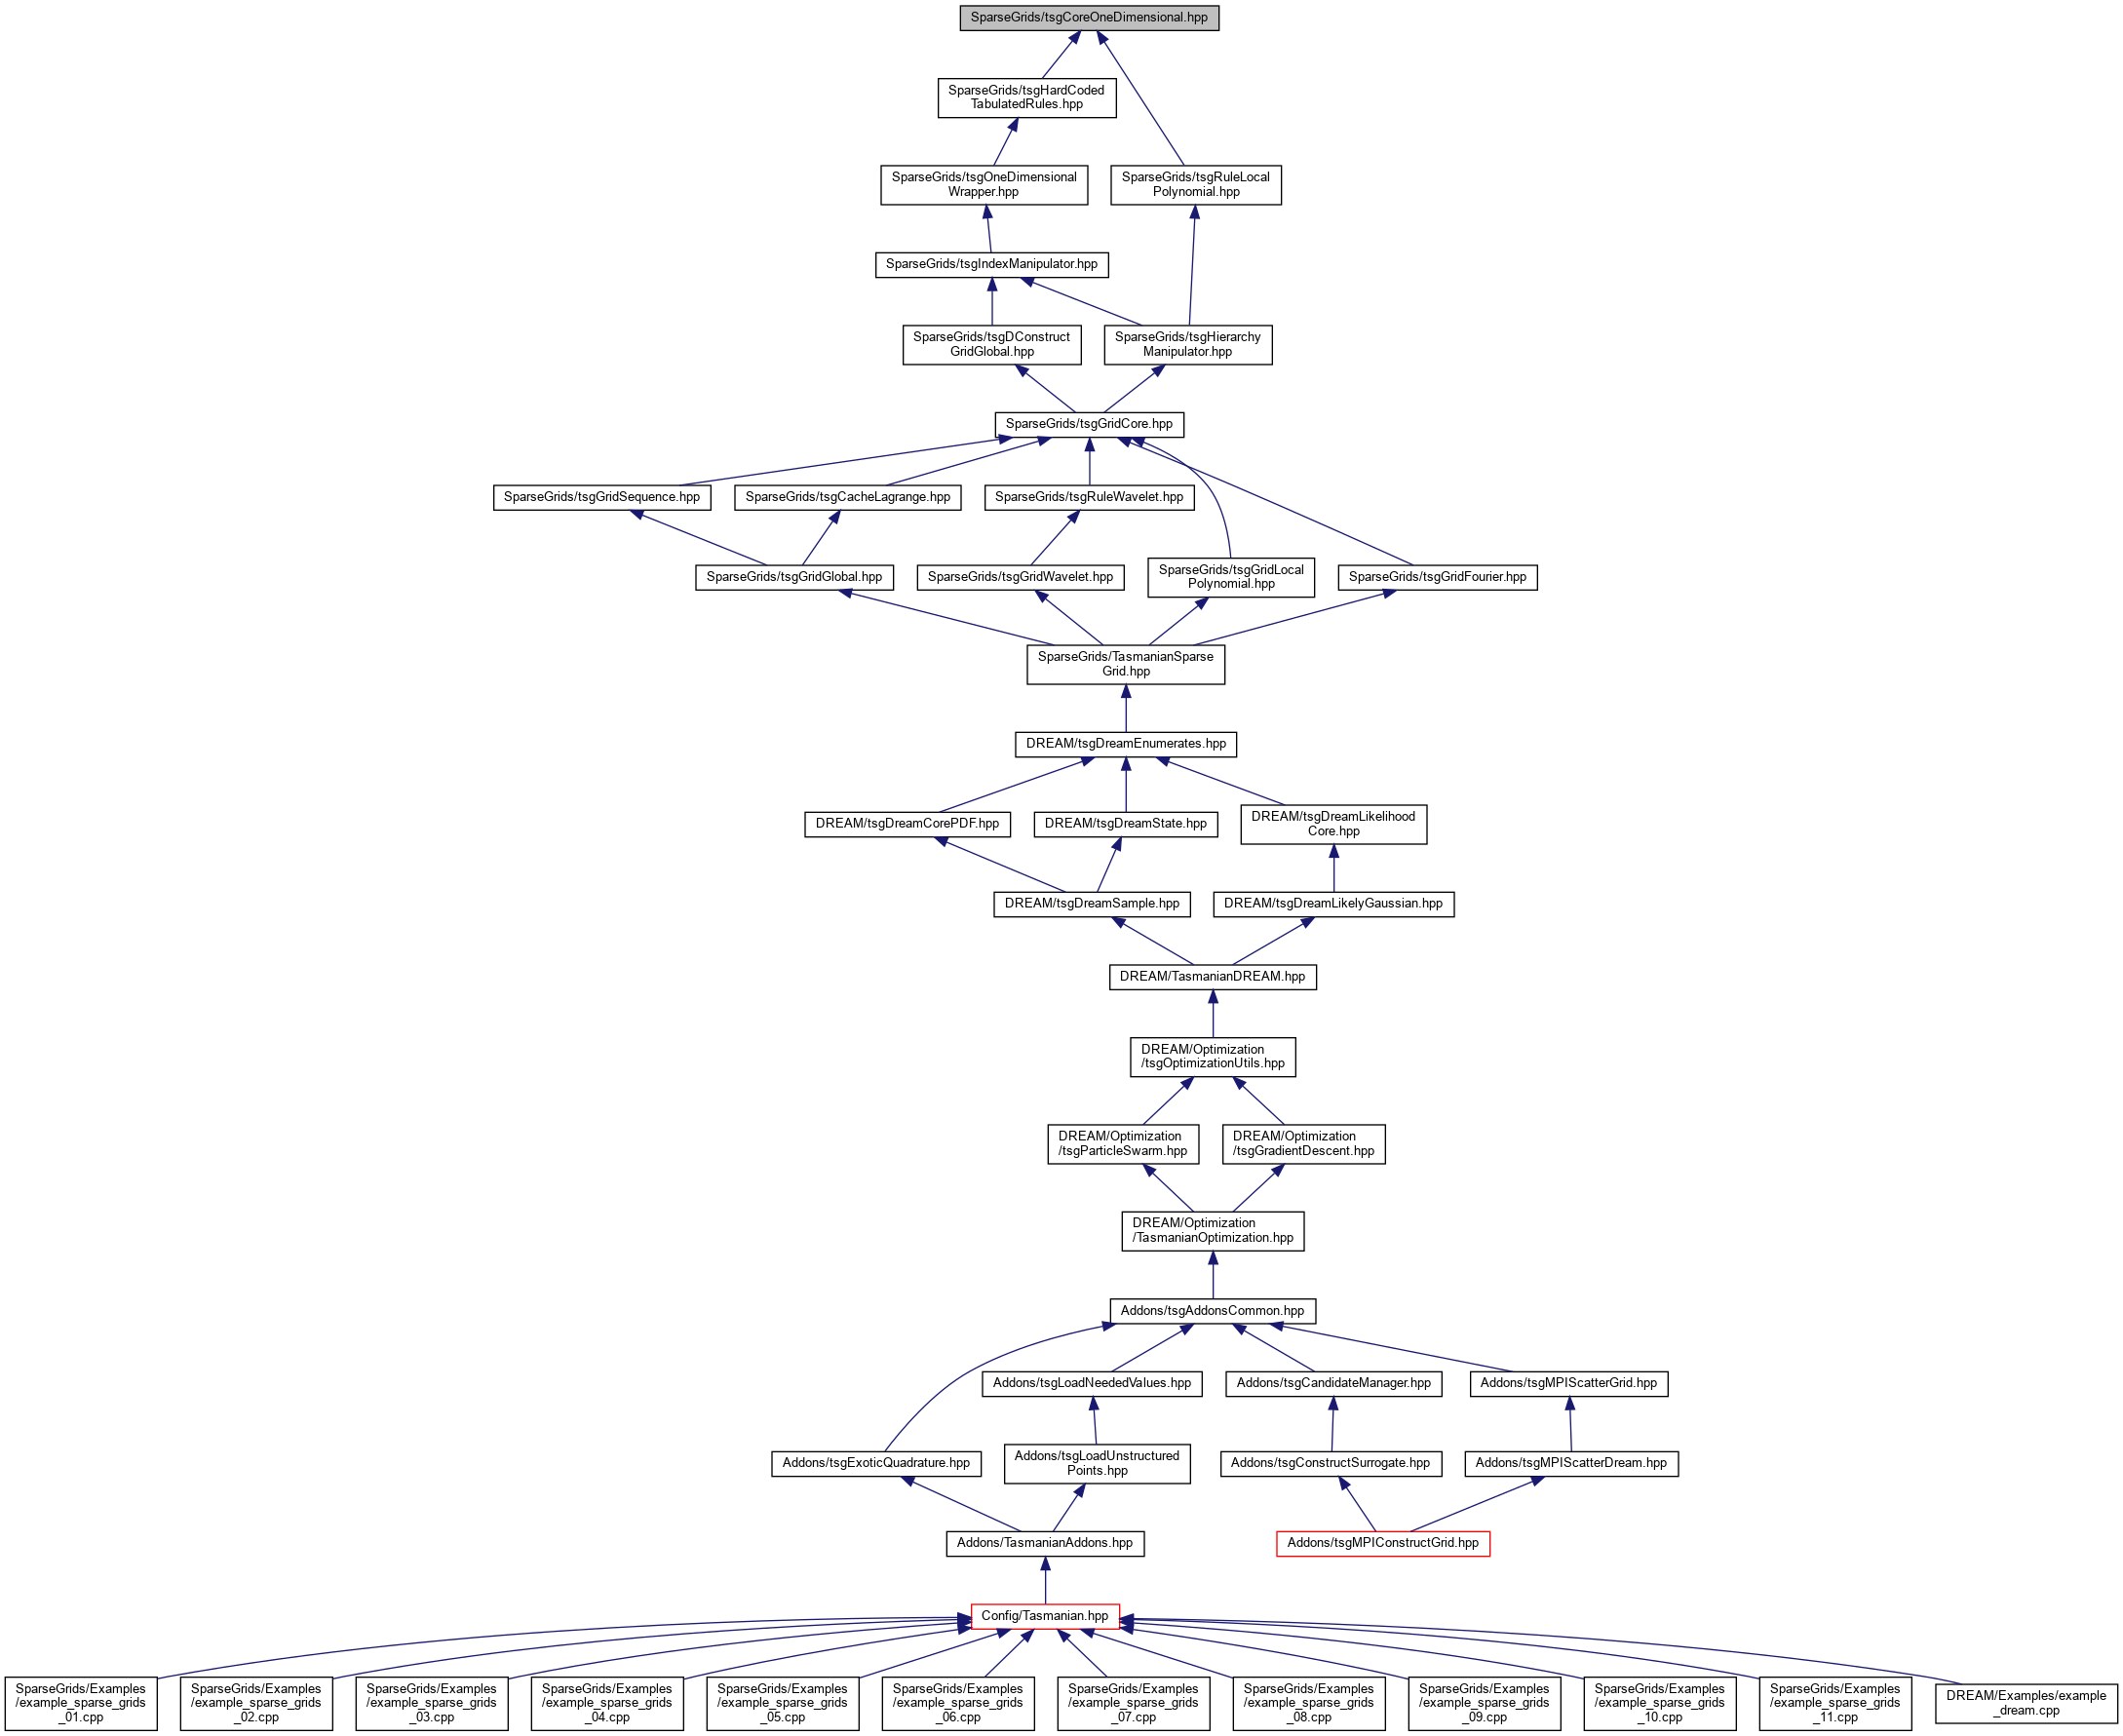 SparseGrids/tsgCoreOneDimensional.hpp
SparseGrids/tsgHardCoded
TabulatedRules.hpp
SparseGrids/tsgOneDimensional
Wrapper.hpp
SparseGrids/tsgRuleLocal
Polynomial.hpp
SparseGrids/tsgIndexManipulator.hpp
SparseGrids/tsgDConstruct
GridGlobal.hpp
SparseGrids/tsgHierarchy
Manipulator.hpp
SparseGrids/tsgGridCore.hpp
SparseGrids/tsgGridSequence.hpp
SparseGrids/tsgCacheLagrange.hpp
SparseGrids/tsgRuleWavelet.hpp
SparseGrids/tsgGridGlobal.hpp
SparseGrids/tsgGridWavelet.hpp
SparseGrids/tsgGridLocal
Polynomial.hpp
SparseGrids/tsgGridFourier.hpp
SparseGrids/TasmanianSparse
Grid.hpp
DREAM/tsgDreamEnumerates.hpp
DREAM/tsgDreamCorePDF.hpp
DREAM/tsgDreamState.hpp
DREAM/tsgDreamLikelihood
Core.hpp
DREAM/tsgDreamSample.hpp
DREAM/tsgDreamLikelyGaussian.hpp
DREAM/TasmanianDREAM.hpp
DREAM/Optimization
/tsgOptimizationUtils.hpp
DREAM/Optimization
/tsgParticleSwarm.hpp
DREAM/Optimization
/tsgGradientDescent.hpp
DREAM/Optimization
/TasmanianOptimization.hpp
Addons/tsgAddonsCommon.hpp
Addons/tsgLoadNeededValues.hpp
Addons/tsgCandidateManager.hpp
Addons/tsgMPIScatterGrid.hpp
Addons/tsgExoticQuadrature.hpp
Addons/tsgLoadUnstructured
Points.hpp
Addons/tsgConstructSurrogate.hpp
Addons/tsgMPIScatterDream.hpp
Addons/TasmanianAddons.hpp
Addons/tsgMPIConstructGrid.hpp
Config/Tasmanian.hpp
SparseGrids/Examples
/example_sparse_grids
_01.cpp
SparseGrids/Examples
/example_sparse_grids
_02.cpp
SparseGrids/Examples
/example_sparse_grids
_03.cpp
SparseGrids/Examples
/example_sparse_grids
_04.cpp
SparseGrids/Examples
/example_sparse_grids
_05.cpp
SparseGrids/Examples
/example_sparse_grids
_06.cpp
SparseGrids/Examples
/example_sparse_grids
_07.cpp
SparseGrids/Examples
/example_sparse_grids
_08.cpp
SparseGrids/Examples
/example_sparse_grids
_09.cpp
SparseGrids/Examples
/example_sparse_grids
_10.cpp
SparseGrids/Examples
/example_sparse_grids
_11.cpp
DREAM/Examples/example
_dream.cpp